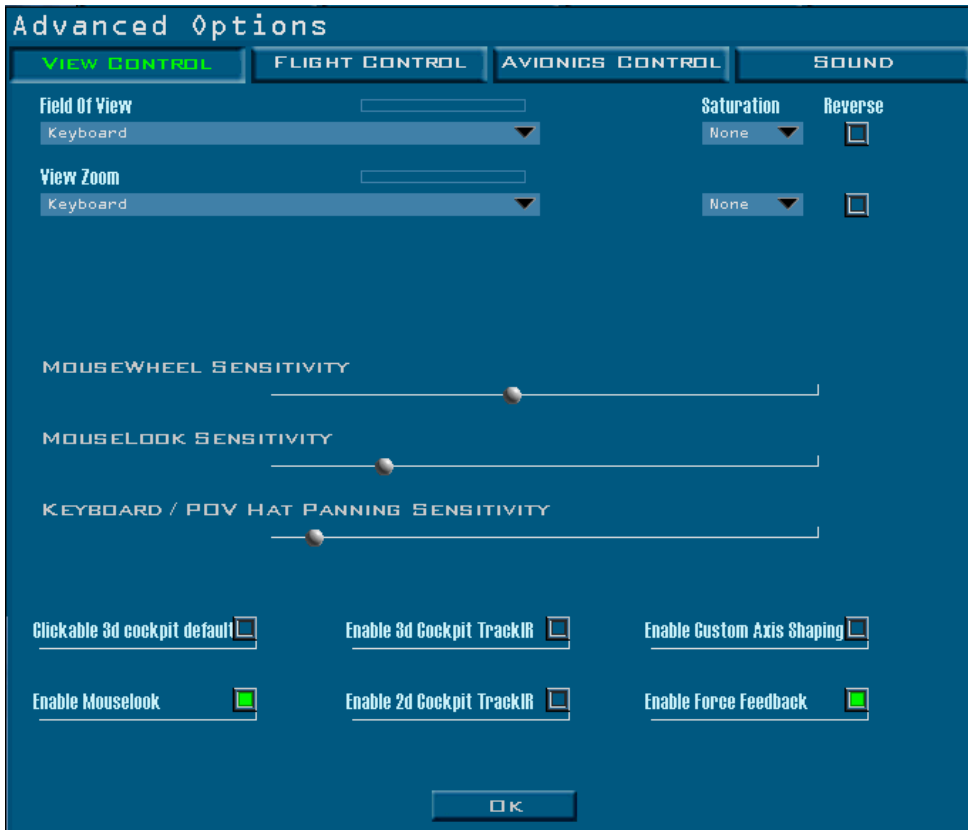 Advanced Options
View Control Flight Control Avionics Control Sound
Field Of View Saturation Reverse
Keyboard None
View Zoom
Keyboard None
MouseWheel Sensitivity
MouseLook Sensitivity
Keyboard / POV Hat Panning Sensitivity
Clickable 3d cockpit default Enable 3d Cockpit TrackIR Enable Custom Axis Shaping
Enable Mouselook Enable 2d Cockpit TrackIR Enable Force Feedback
Ok